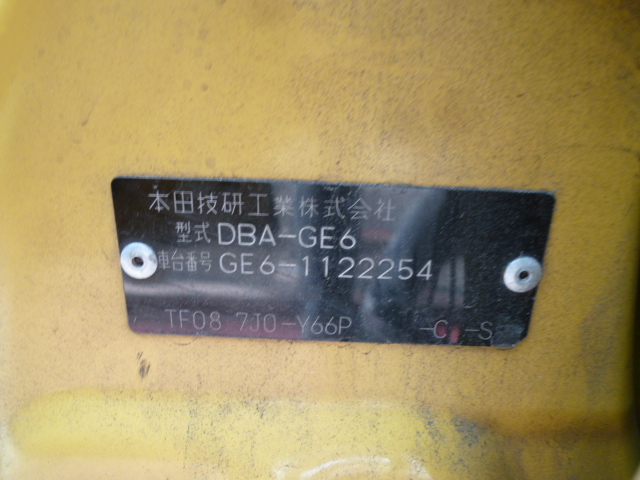 本田技研工業株式会社
型式 DBA-GE6
車台番号 GE6-1122254
TF08 7J0-Y66P -C -S